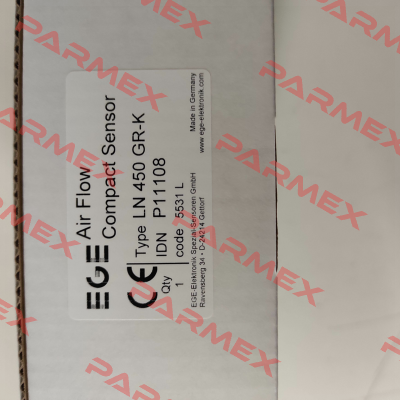 EGE
Air Flow
Compact Sensor
CE
Type LN 450 GR-K
IDN P11108
Qty code 5531 L
1
Made in Germany
www.ege-elektronik.com
EGE-Elektronik Spezial-Sensoren GmbH
Ravensberg 34 • D-24214 Gettorf
PARMEX
PARMEX
PARMEX
PARMEX
PARMEX
PARMEX
PARMEX